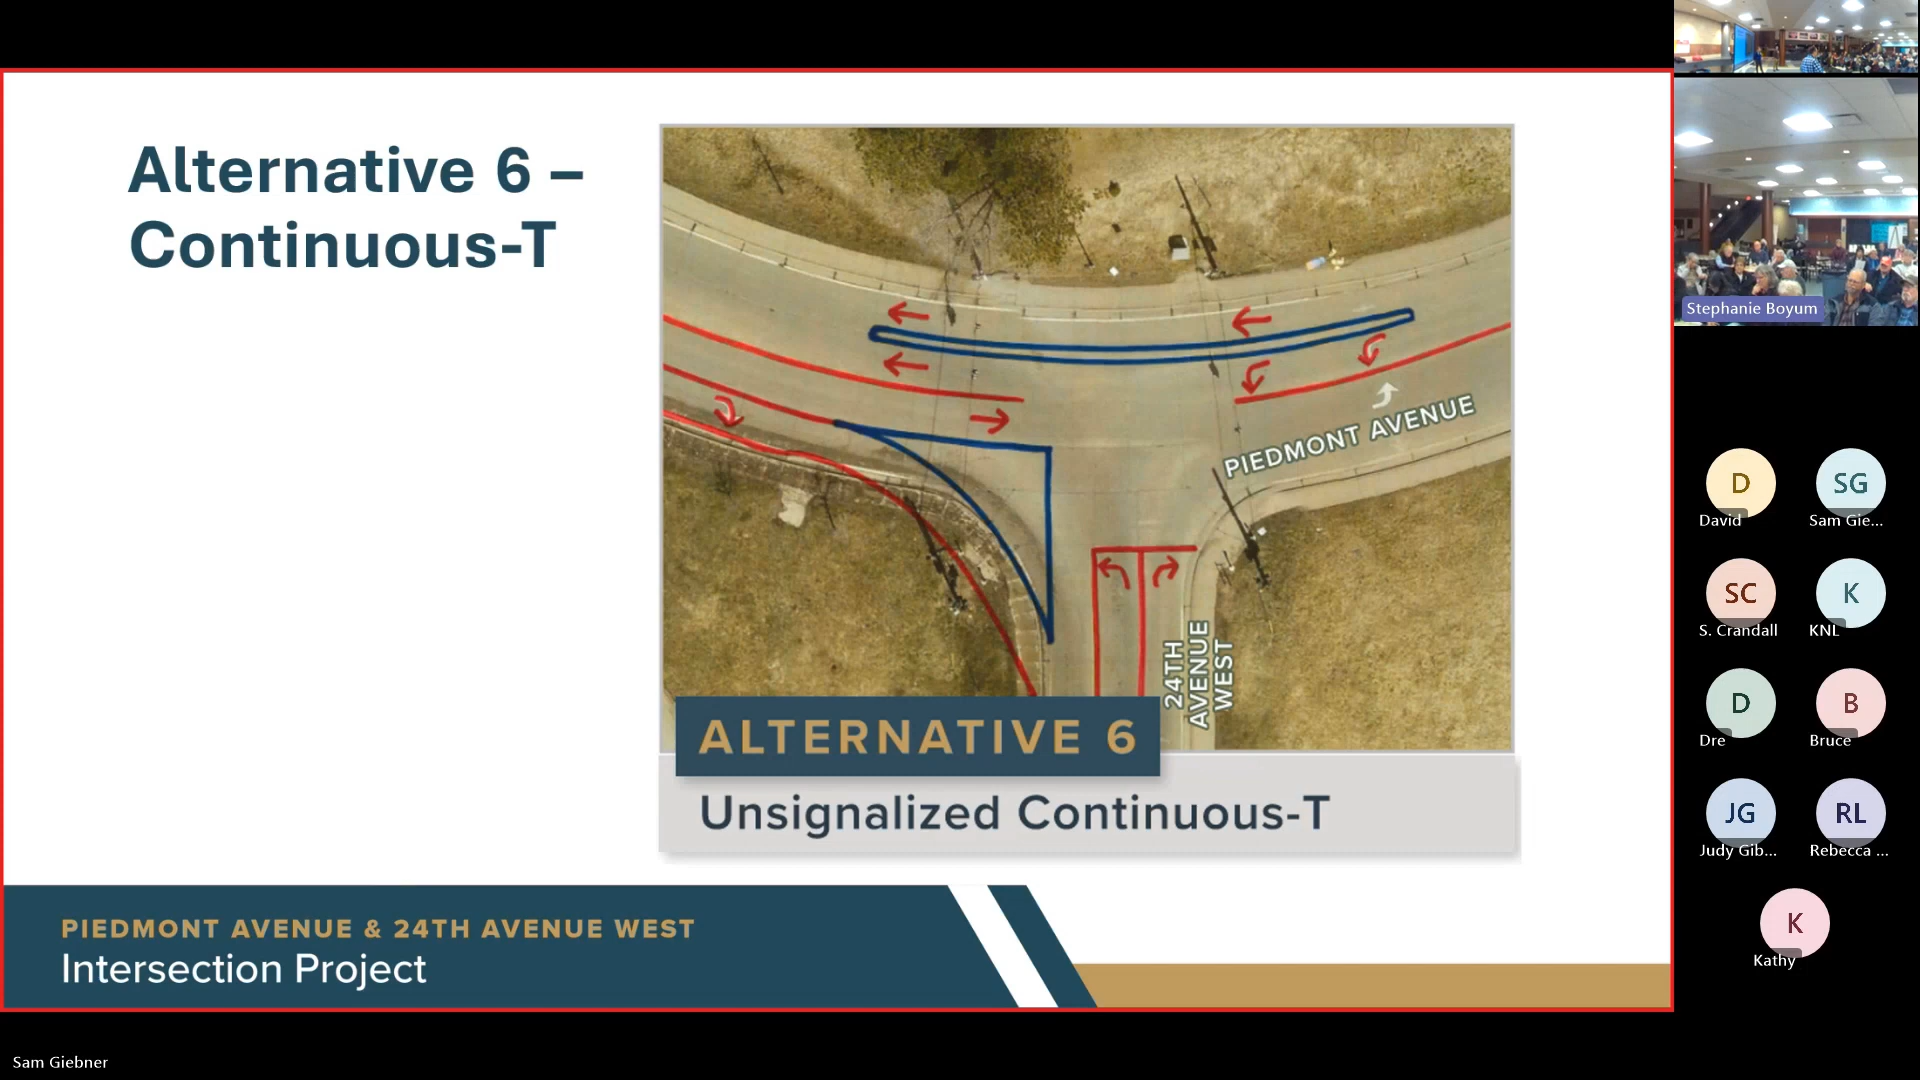 Alternative 6 –
Continuous-T
PIEDMONT AVENUE
24TH
AVENUE
WEST
ALTERNATIVE 6
Unsignalized Continuous-T
PIEDMONT AVENUE & 24TH AVENUE WEST
Intersection Project
Sam Giebner
Stephanie Boyum
D
David
SG
Sam Gie...
SC
S. Crandall
K
KNL
D
Dre
B
Bruce
JG
Judy Gib...
RL
Rebecca ...
K
Kathy